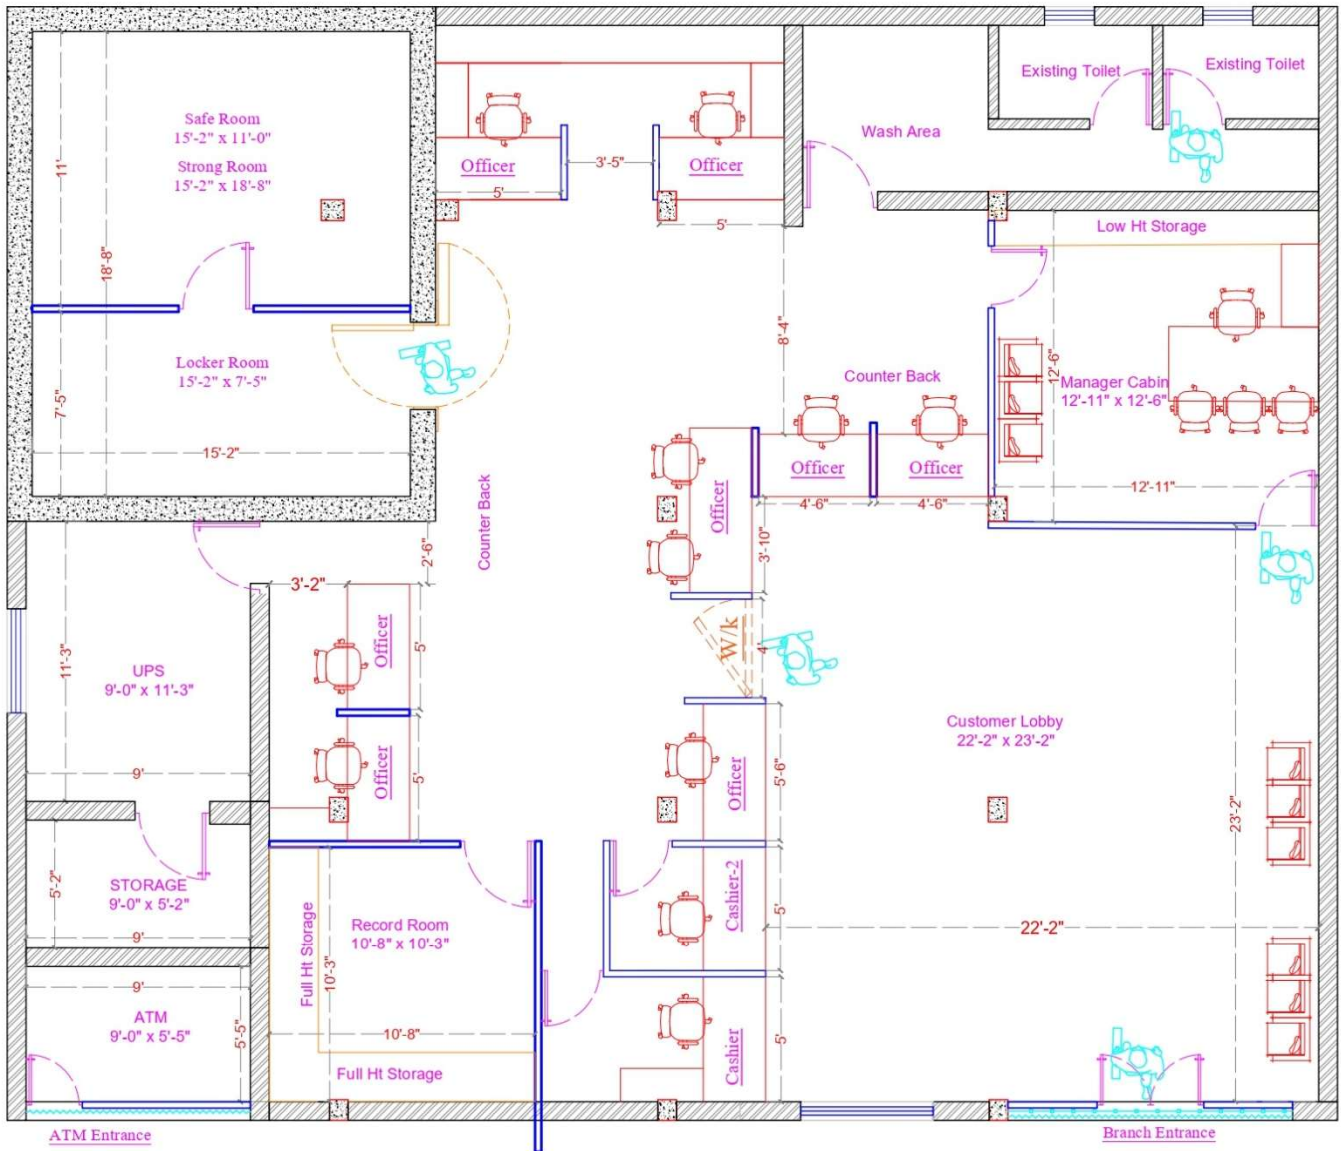 Safe Room
15'-2" x 11'-0"
Strong Room
15'-2" x 18'-8"
11'
18'-8"
Officer
5'
3'-5"
Officer
5'
Wash Area
Existing Toilet
Existing Toilet
Low Ht Storage
Locker Room
15'-2" x 7'-5"
7'-5"
15'-2"
8'-4"
Counter Back
12'-6"
Manager Cabin
12'-11" x 12'-6"
12'-11"
Officer
Officer
4'-6"
4'-6"
Officer
3'-10"
Counter Back
2'-6"
3'-2"
Officer
5'
Officer
5'
W/k
4'
11'-3"
UPS
9'-0" x 11'-3"
9'
Customer Lobby
22'-2" x 23'-2"
23'-2"
22'-2"
Officer
5'-6"
5'-2"
STORAGE
9'-0" x 5'-2"
9'
Full Ht Storage
Record Room
10'-8" x 10'-3"
10'-3"
10'-8"
Full Ht Storage
Cashier-2
5'
Cashier
5'
9'
ATM
9'-0" x 5'-5"
5'-5"
ATM Entrance
Branch Entrance